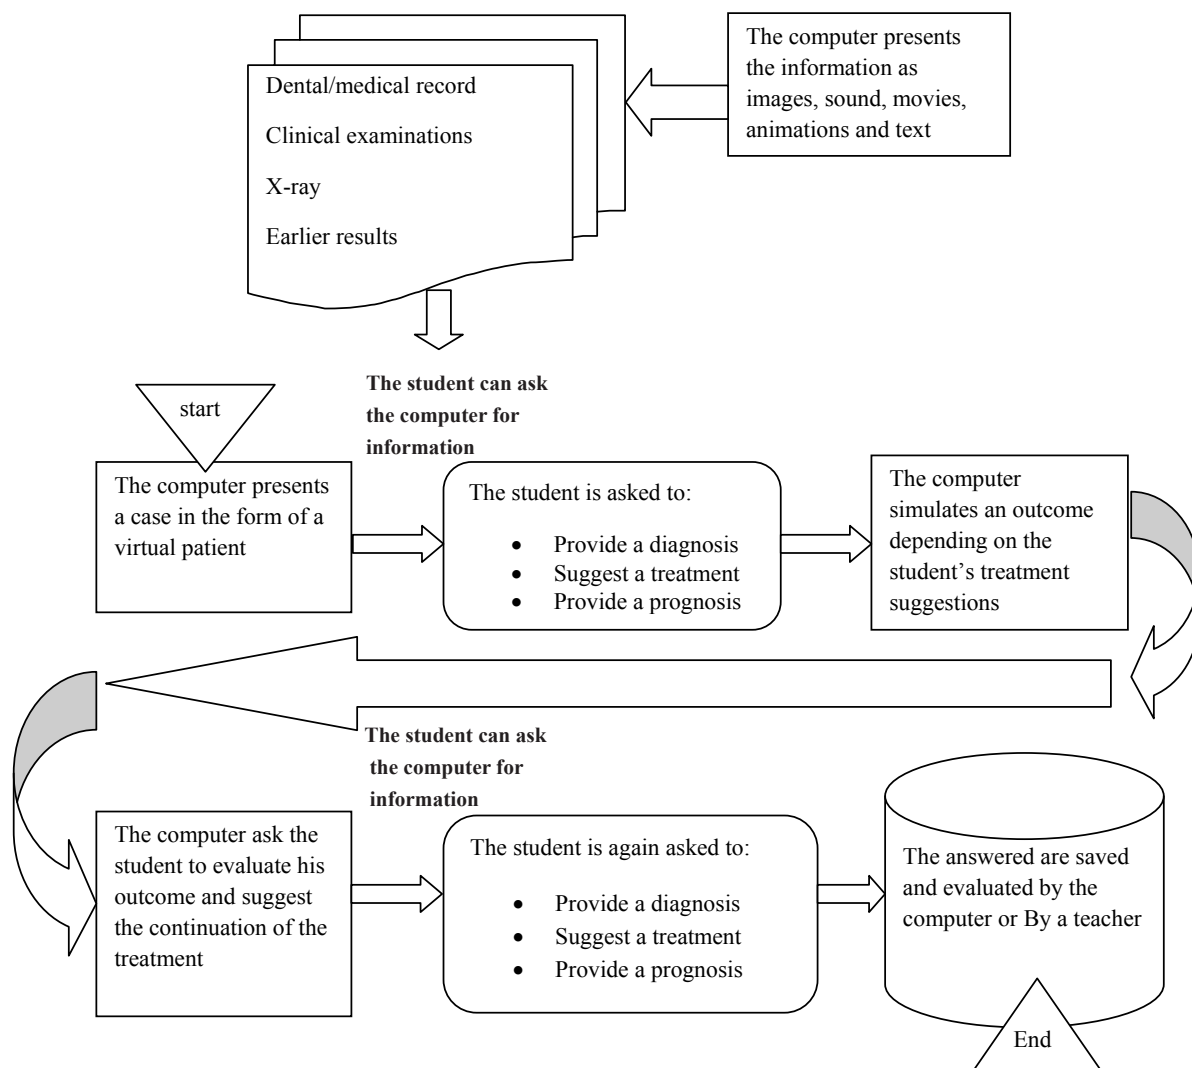 Dental/medical record
Clinical examinations
X-ray
Earlier results
The computer presents
the information as
images, sound, movies,
animations and text
The student can ask
the computer for
information
start
The computer presents
a case in the form of a
virtual patient
The student is asked to:
• Provide a diagnosis
• Suggest a treatment
• Provide a prognosis
The computer
simulates an outcome
depending on the
student’s treatment
suggestions
The student can ask
the computer for
information
The computer ask the
student to evaluate his
outcome and suggest
the continuation of the
treatment
The student is again asked to:
• Provide a diagnosis
• Suggest a treatment
• Provide a prognosis
The answered are saved
and evaluated by the
computer or By a teacher
End